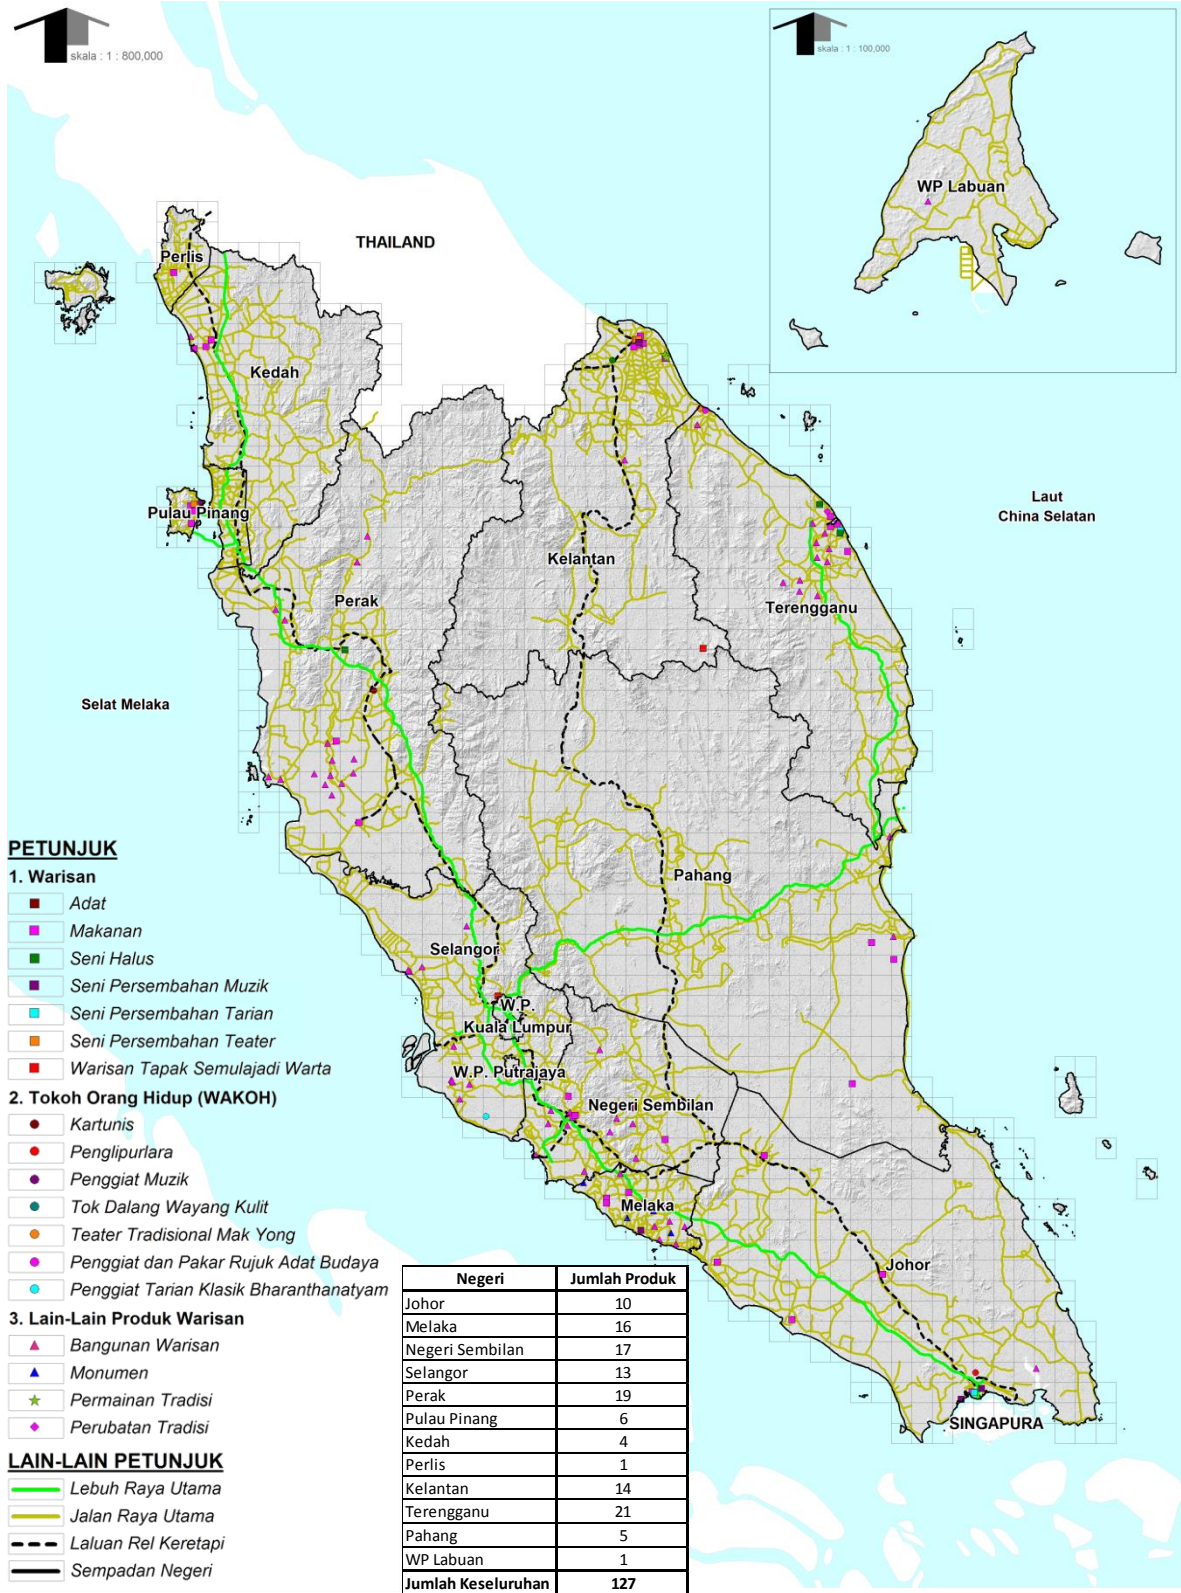 skala : 1 : 800,000
skala : 1 : 100,000
WP Labuan
THAILAND
Perlis
Kedah
Pulau Pinang
Laut
China Selatan
Kelantan
Perak
Terengganu
Selat Melaka
Pahang
Selangor
W.P.
Kuala Lumpur
W.P. Putrajaya
Negeri Sembilan
Melaka
Johor
SINGAPURA
PETUNJUK
1. Warisan
Adat
Makanan
Seni Halus
Seni Persembahan Muzik
Seni Persembahan Tarian
Seni Persembahan Teater
Warisan Tapak Semulajadi Warta
2. Tokoh Orang Hidup (WAKOH)
Kartunis
Penglipurlara
Penggiat Muzik
Tok Dalang Wayang Kulit
Teater Tradisional Mak Yong
Penggiat dan Pakar Rujuk Adat Budaya
Penggiat Tarian Klasik Bharanthanatyam
3. Lain-Lain Produk Warisan
Bangunan Warisan
Monumen
Permainan Tradisi
Perubatan Tradisi
LAIN-LAIN PETUNJUK
Lebuh Raya Utama
Jalan Raya Utama
Laluan Rel Keretapi
Sempadan Negeri
Negeri Jumlah Produk
Johor 10
Melaka 16
Negeri Sembilan 17
Selangor 13
Perak 19
Pulau Pinang 6
Kedah 4
Perlis 1
Kelantan 14
Terengganu 21
Pahang 5
WP Labuan 1
Jumlah Keseluruhan 127